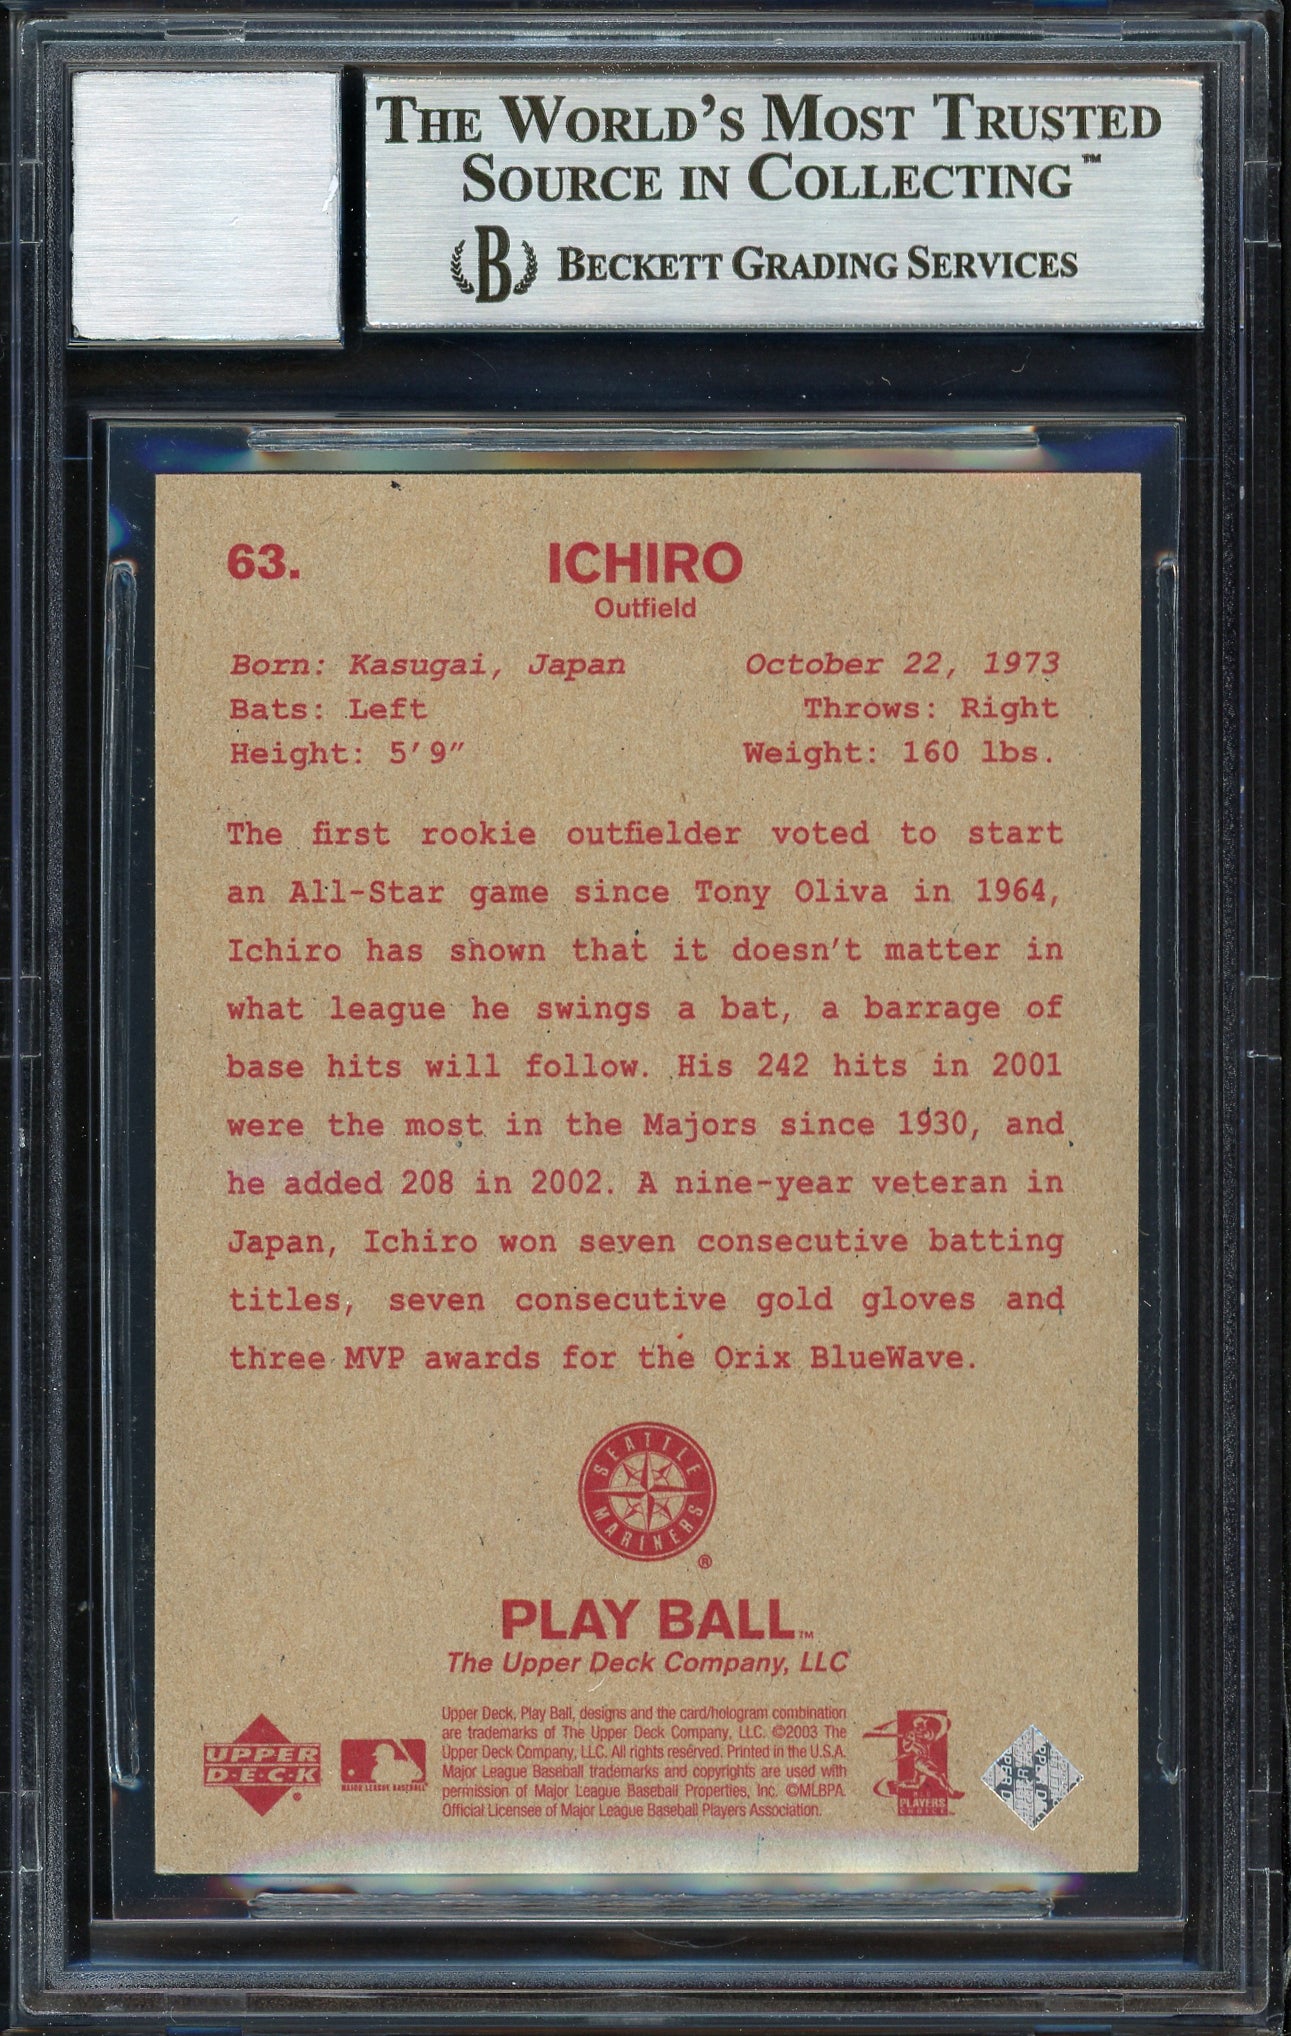 THE WORLD'S MOST TRUSTED
SOURCE IN COLLECTING™
B BECKETT GRADING SERVICES
63. ICHIRO
Outfield
Born: Kasugai, Japan October 22, 1973
Bats: Left Throws: Right
Height: 5'9" Weight: 160 lbs.
The first rookie outfielder voted to start
an All-Star game since Tony Oliva in 1964,
Ichiro has shown that it doesn't matter in
what league he swings a bat, a barrage of
base hits will follow. His 242 hits in 2001
were the most in the Majors since 1930, and
he added 208 in 2002. A nine-year veteran in
Japan, Ichiro won seven consecutive batting
titles, seven consecutive gold gloves and
three MVP awards for the Orix BlueWave.
SEATTLE
MARINERS
®
PLAY BALL™
The Upper Deck Company, LLC
Upper Deck, Play Ball, designs and the card/hologram combination
are trademarks of The Upper Deck Company, LLC. ©2003 The
Upper Deck Company, LLC. All rights reserved. Printed in the U.S.A.
Major League Baseball trademarks and copyrights are used with
permission of Major League Baseball Properties, Inc. ©MLBPA
Official Licensee of Major League Baseball Players Association.
UPPER
D·E·C·K
MAJOR LEAGUE BASEBALL
PLAYERS
CHOICE